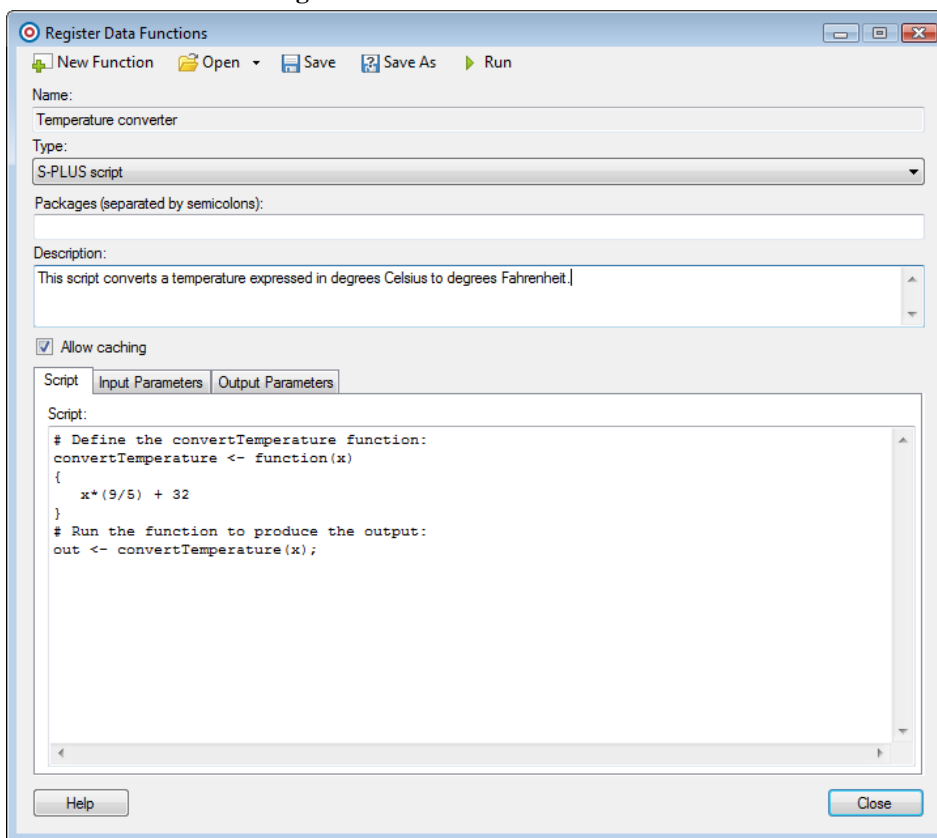 Register Data Functions
New Function Open Save Save As Run
Name:
Temperature converter
Type:
S-PLUS script
Packages (separated by semicolons):
Description:
This script converts a temperature expressed in degrees Celsius to degrees Fahrenheit.
Allow caching
Script Input Parameters Output Parameters
Script:
# Define the convertTemperature function:
convertTemperature <- function(x)
{
   x*(9/5) + 32
}
# Run the function to produce the output:
out <- convertTemperature(x);
Help Close